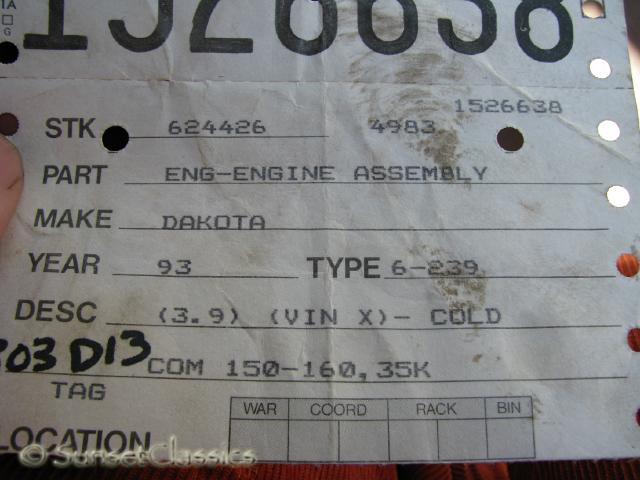 1526638
1526638
STK 624426 4983
PART ENG-ENGINE ASSEMBLY
MAKE DAKOTA
YEAR 93 TYPE 6-239
DESC (3.9) (VIN X)- COLD
303 D13 COM 150-160,35K
TAG
WAR COORD RACK BIN
LOCATION
© SunsetClassics